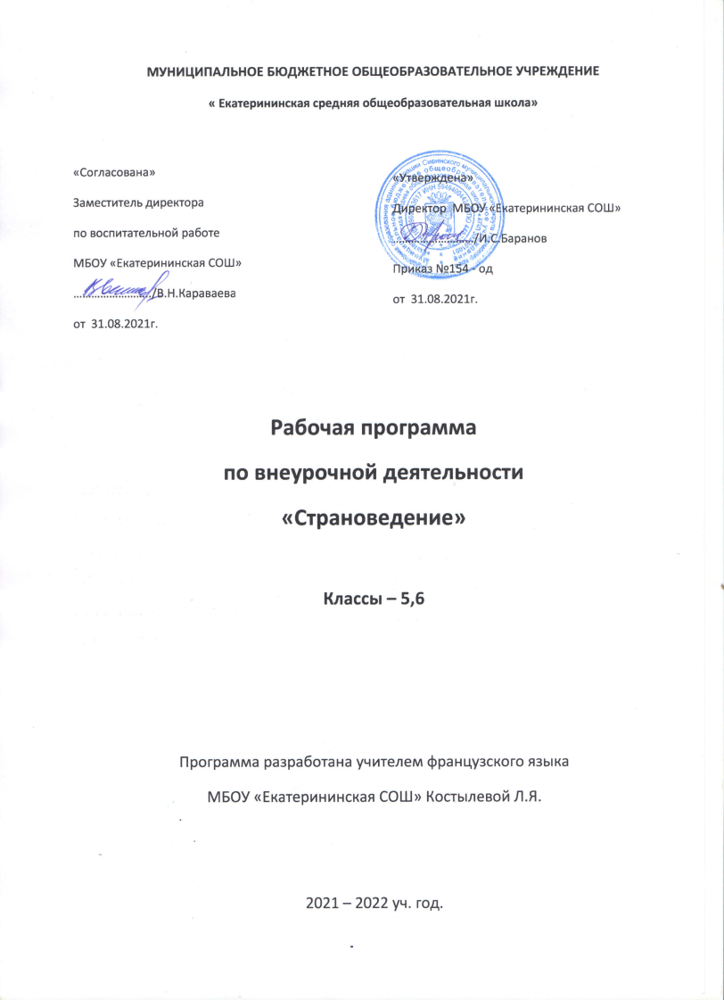 МУНИЦИПАЛЬНОЕ БЮДЖЕТНОЕ ОБЩЕОБРАЗОВАТЕЛЬНОЕ УЧРЕЖДЕНИЕ
« Екатерининская средняя общеобразовательная школа»
«Согласована»
Заместитель директора
по воспитательной работе
МБОУ «Екатерининская СОШ»
............................/В.Н.Караваева
от 31.08.2021г.
«Утверждена»
Директор МБОУ «Екатерининская СОШ»
............................/И.С.Баранов
Приказ №154 - од
от 31.08.2021г.
Рабочая программа
по внеурочной деятельности
«Страноведение»
Классы – 5,6
Программа разработана учителем французского языка
МБОУ «Екатерининская СОШ» Костылевой Л.Я.
2021 – 2022 уч. год.